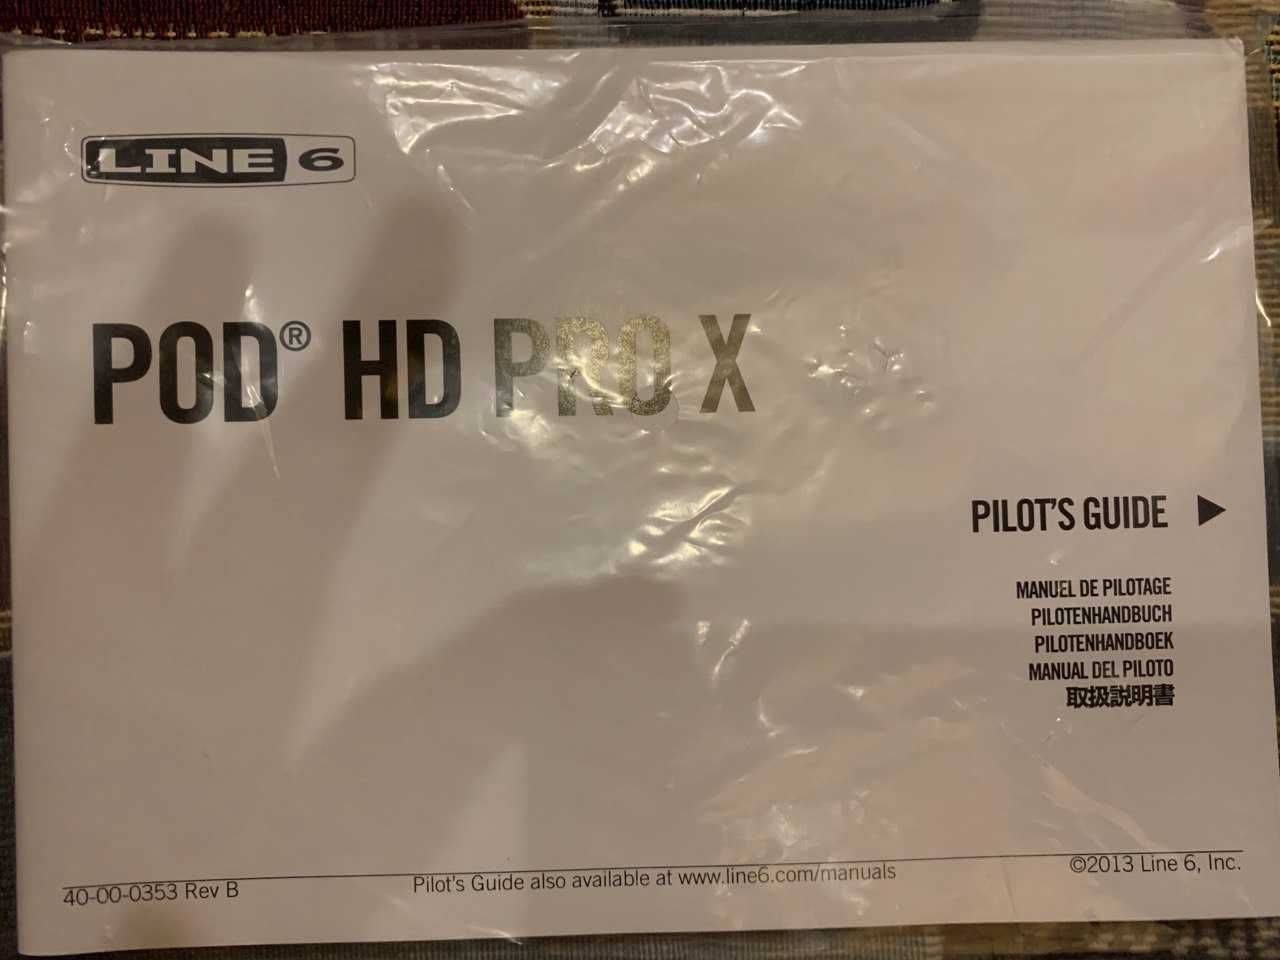 LINE 6
POD® HD PRO X
PILOT'S GUIDE ▶
MANUEL DE PILOTAGE
PILOTENHANDBUCH
PILOTENHANDBOEK
MANUAL DEL PILOTO
取扱説明書
40-00-0353 Rev B
Pilot's Guide also available at www.line6.com/manuals
©2013 Line 6, Inc.